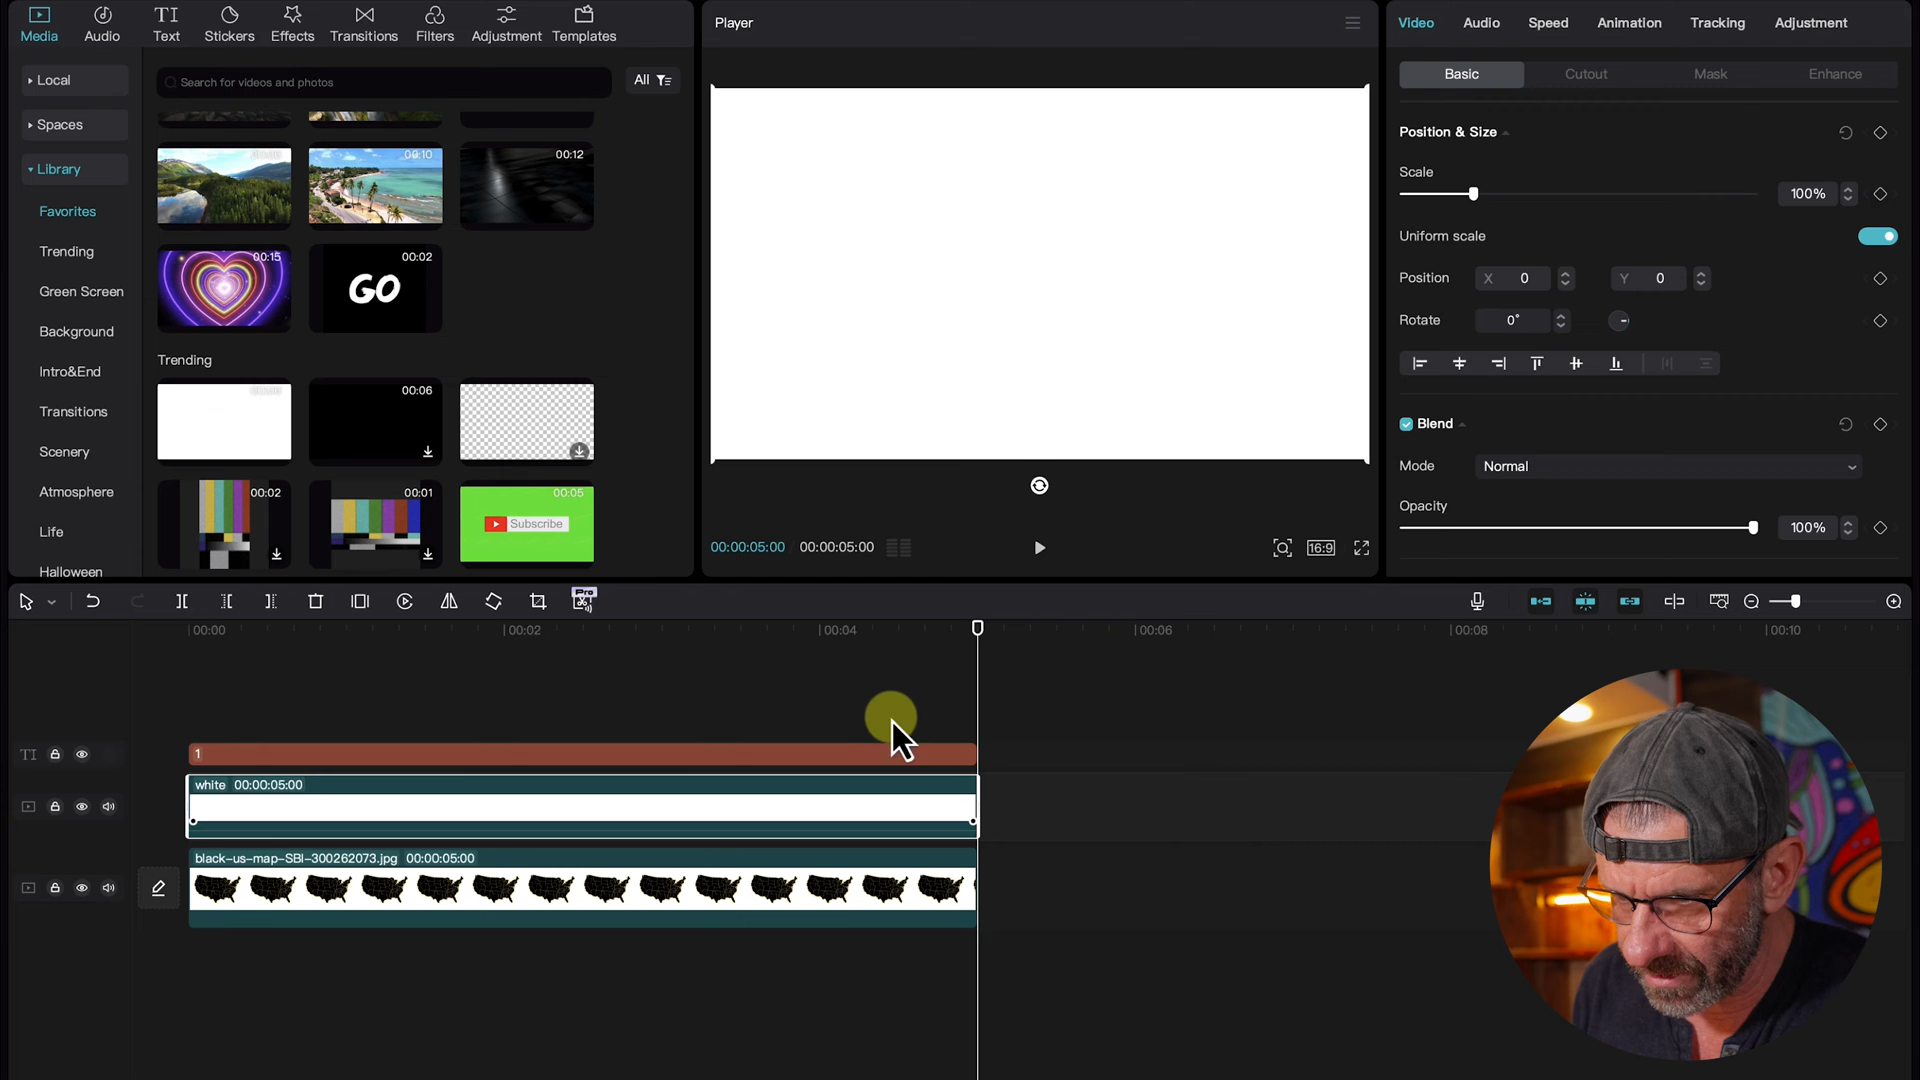 Media
Audio
Text
Stickers
Effects
Transitions
Filters
Adjustment
Templates
Player
Video
Audio
Speed
Animation
Tracking
Adjustment
Local
Spaces
Library
Favorites
Trending
Green Screen
Background
Intro&End
Transitions
Scenery
Atmosphere
Life
Halloween
Search for videos and photos
All
00:10
00:12
00:15
00:02
GO
Trending
00:06
00:02
00:01
00:05
Subscribe
00:00:05:00
00:00:05:00
16:9
Basic
Cutout
Mask
Enhance
Position & Size
Scale
100%
Uniform scale
Position
X 0
Y 0
Rotate
0°
Blend
Mode
Normal
Opacity
100%
Pro
00:00
00:02
00:04
00:06
00:08
00:10
TI
1
white 00:00:05:00
black-us-map-SBI-300262073.jpg 00:00:05:00